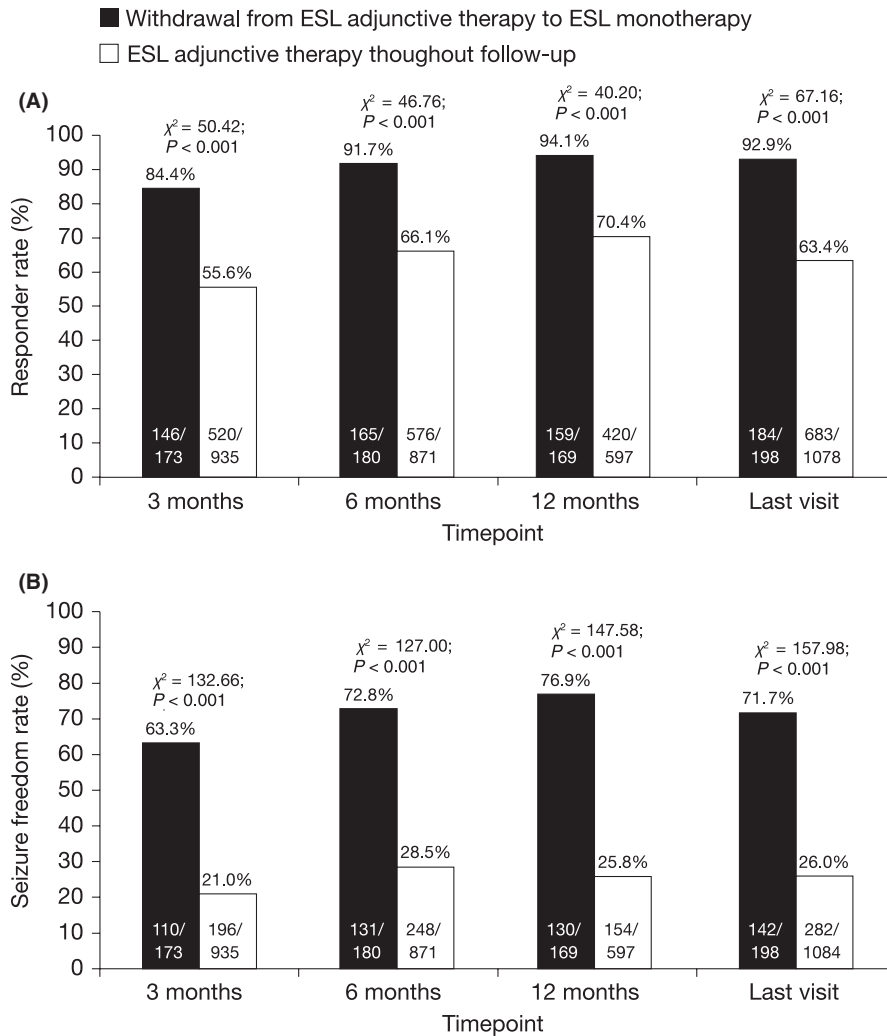 Withdrawal from ESL adjunctive therapy to ESL monotherapy
ESL adjunctive therapy thoughout follow-up
(A)
χ² = 50.42;
P < 0.001
χ² = 46.76;
P < 0.001
χ² = 40.20;
P < 0.001
χ² = 67.16;
P < 0.001
Responder rate (%)
100
90
80
70
60
50
40
30
20
10
0
84.4%
55.6%
91.7%
66.1%
94.1%
70.4%
92.9%
63.4%
146/
173
520/
935
165/
180
576/
871
159/
169
420/
597
184/
198
683/
1078
3 months
6 months
12 months
Last visit
Timepoint
(B)
χ² = 132.66;
P < 0.001
χ² = 127.00;
P < 0.001
χ² = 147.58;
P < 0.001
χ² = 157.98;
P < 0.001
Seizure freedom rate (%)
100
90
80
70
60
50
40
30
20
10
0
63.3%
21.0%
72.8%
28.5%
76.9%
25.8%
71.7%
26.0%
110/
173
196/
935
131/
180
248/
871
130/
169
154/
597
142/
198
282/
1084
3 months
6 months
12 months
Last visit
Timepoint